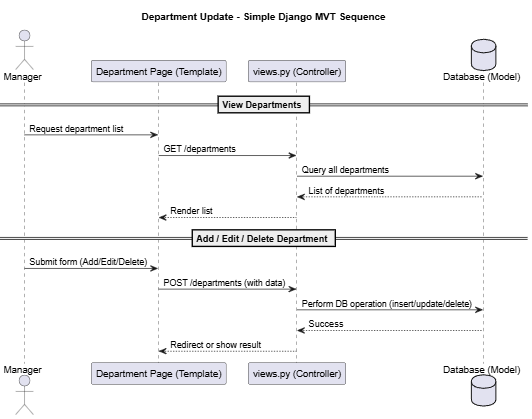 Department Update - Simple Django MVT Sequence
Manager
Department Page (Template)
views.py (Controller)
Database (Model)
View Departments
Request department list
GET /departments
Query all departments
List of departments
Render list
Add / Edit / Delete Department
Submit form (Add/Edit/Delete)
POST /departments (with data)
Perform DB operation (insert/update/delete)
Success
Redirect or show result
Manager
Department Page (Template)
views.py (Controller)
Database (Model)